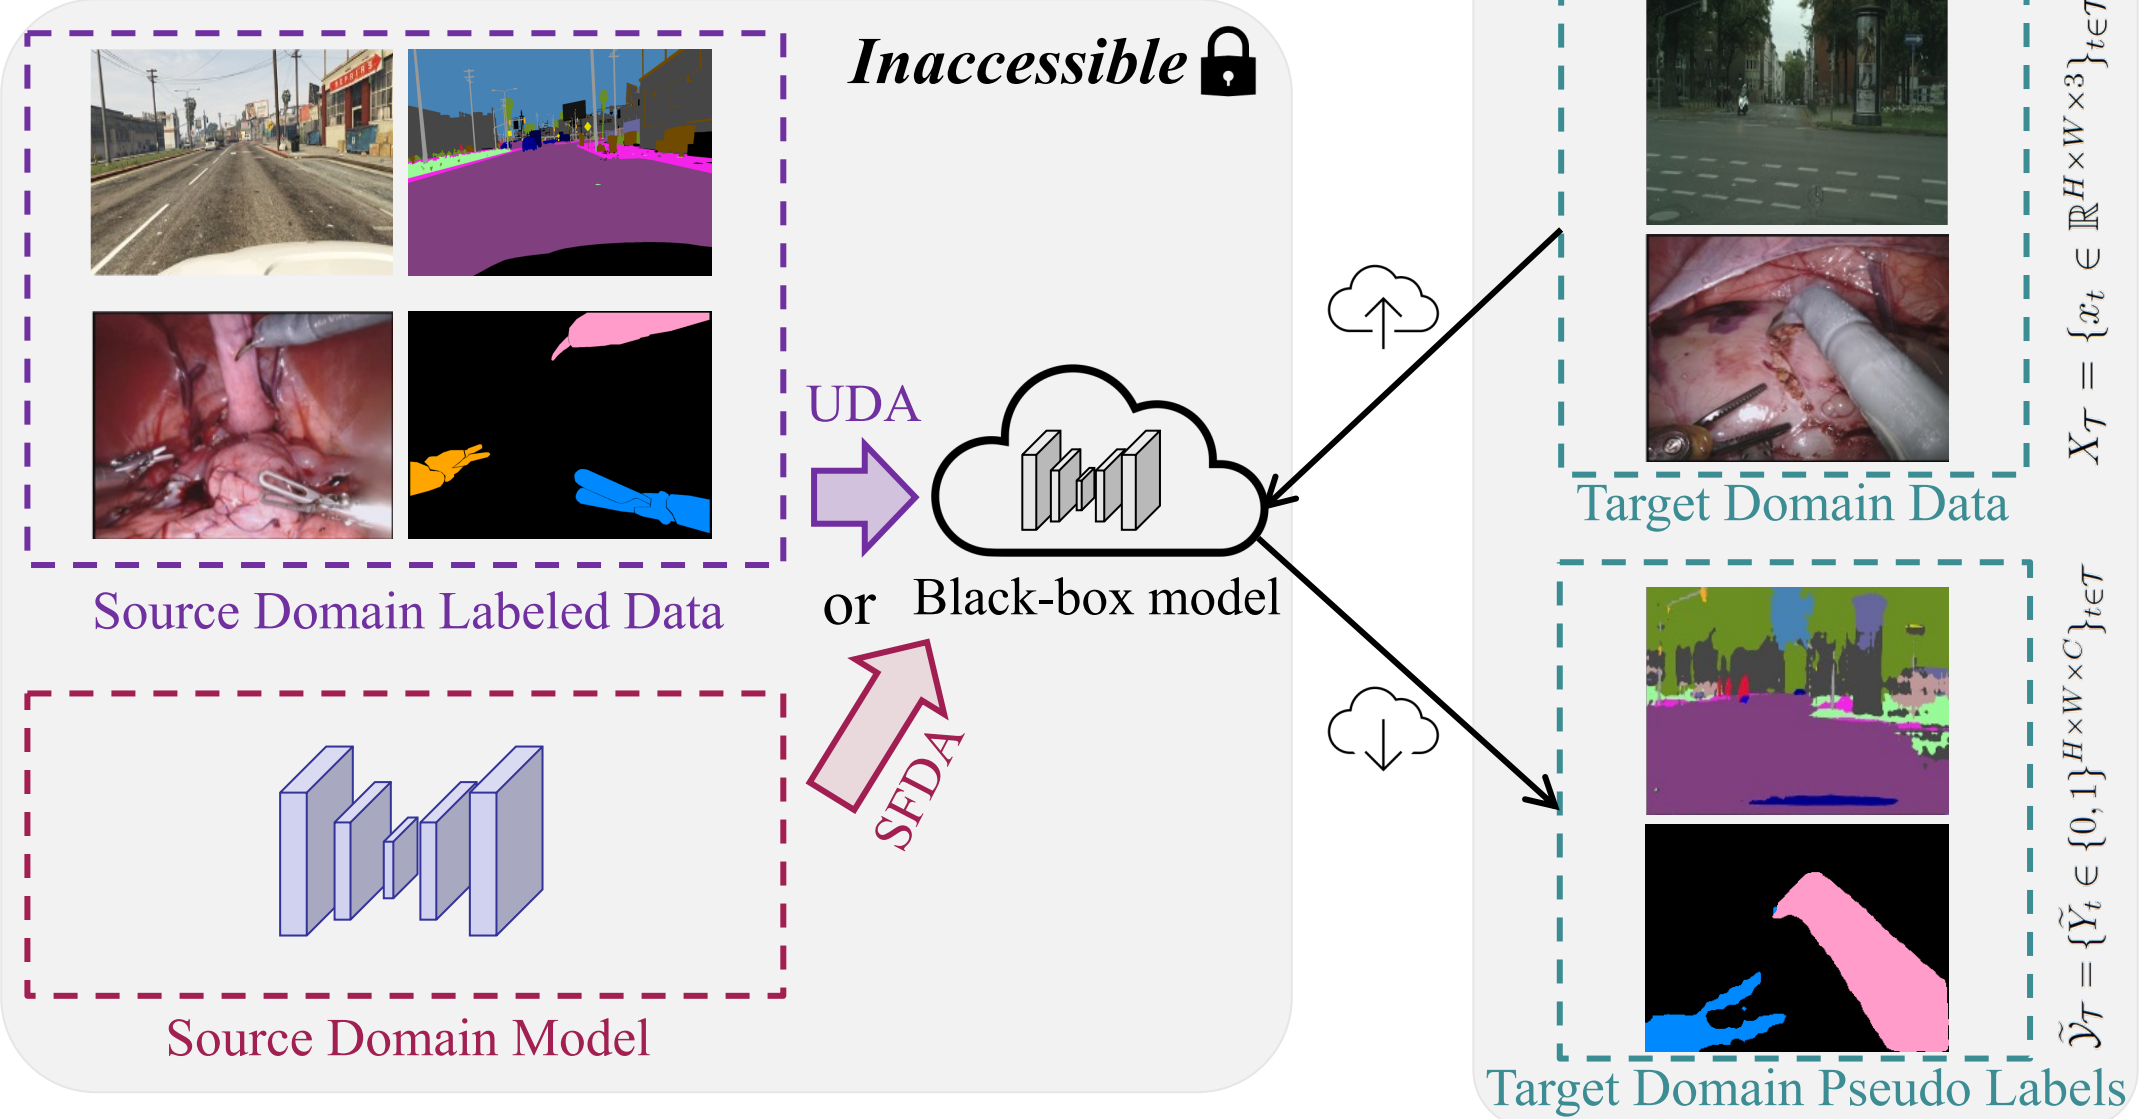 Inaccessible
UDA
or
Black-box model
Source Domain Labeled Data
SFDA
Source Domain Model
Target Domain Data
X_T = {x_t ∈ ℝ^{H×W×3}}_{t∈T}
Target Domain Pseudo Labels
𝒴̃_T = {Ỹ_t ∈ {0,1}^{H×W×C}}_{t∈T}
REPAIRS